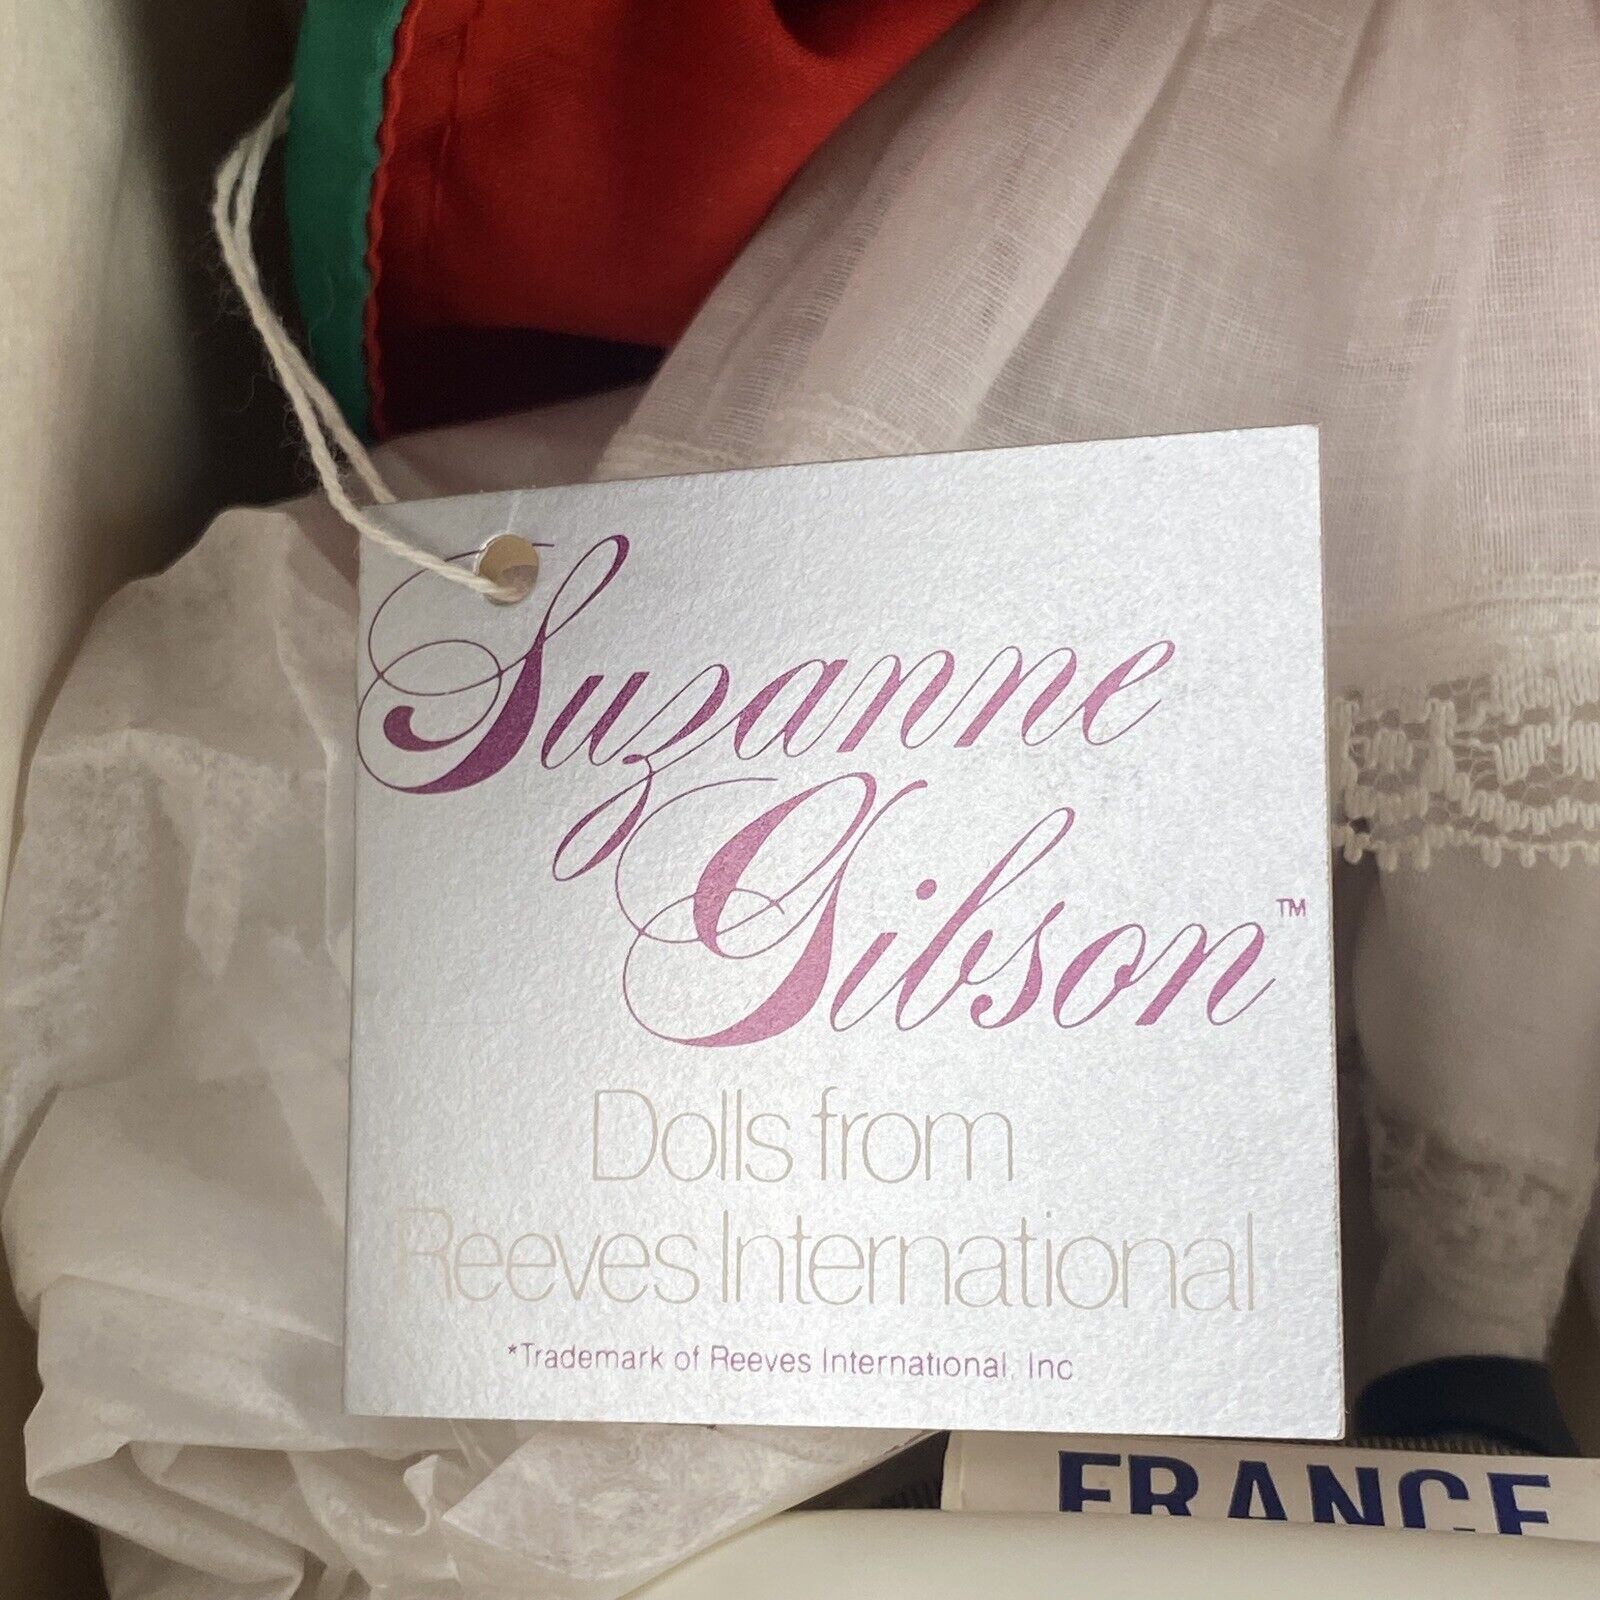 Suzanne
Gibson™
Dolls from
Reeves International
*Trademark of Reeves International, Inc
FRANCE